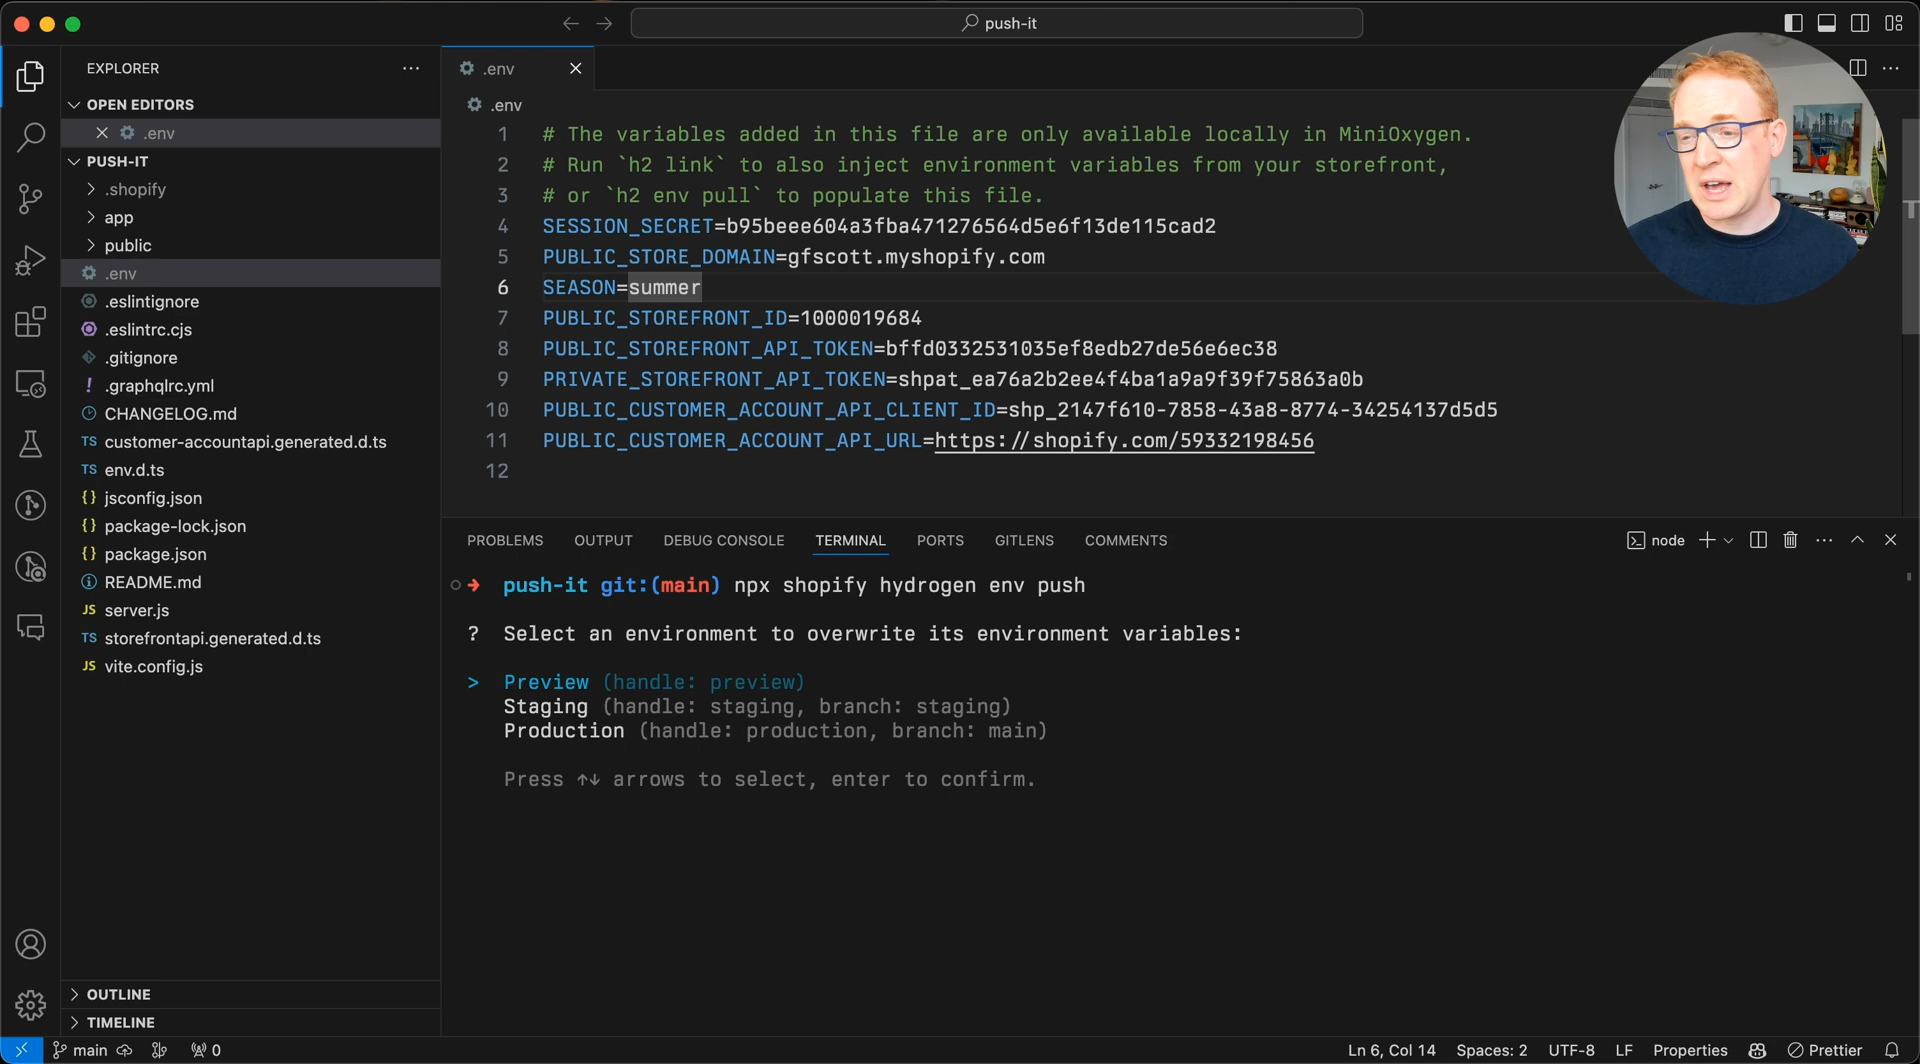 push-it
EXPLORER
OPEN EDITORS
.env
PUSH-IT
.shopify
app
public
.env
.eslintignore
.eslintrc.cjs
.gitignore
.graphqlrc.yml
CHANGELOG.md
customer-accountapi.generated.d.ts
env.d.ts
jsconfig.json
package-lock.json
package.json
README.md
server.js
storefrontapi.generated.d.ts
vite.config.js
OUTLINE
TIMELINE
.env
.env
1 # The variables added in this file are only available locally in MiniOxygen.
2 # Run `h2 link` to also inject environment variables from your storefront,
3 # or `h2 env pull` to populate this file.
4 SESSION_SECRET=b95beee604a3fba471276564d5e6f13de115cad2
5 PUBLIC_STORE_DOMAIN=gfscott.myshopify.com
6 SEASON=summer
7 PUBLIC_STOREFRONT_ID=1000019684
8 PUBLIC_STOREFRONT_API_TOKEN=bffd0332531035ef8edb27de56e6ec38
9 PRIVATE_STOREFRONT_API_TOKEN=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
10 PUBLIC_CUSTOMER_ACCOUNT_API_CLIENT_ID=shp_2147f610-7858-43a8-8774-34254137d5d5
11 PUBLIC_CUSTOMER_ACCOUNT_API_URL=https://shopify.com/59332198456
12
PROBLEMS OUTPUT DEBUG CONSOLE TERMINAL PORTS GITLENS COMMENTS node
push-it git:(main) npx shopify hydrogen env push
? Select an environment to overwrite its environment variables:
> Preview (handle: preview)
Staging (handle: staging, branch: staging)
Production (handle: production, branch: main)
Press ↑↓ arrows to select, enter to confirm.
main 0 Ln 6, Col 14 Spaces: 2 UTF-8 LF Properties Prettier